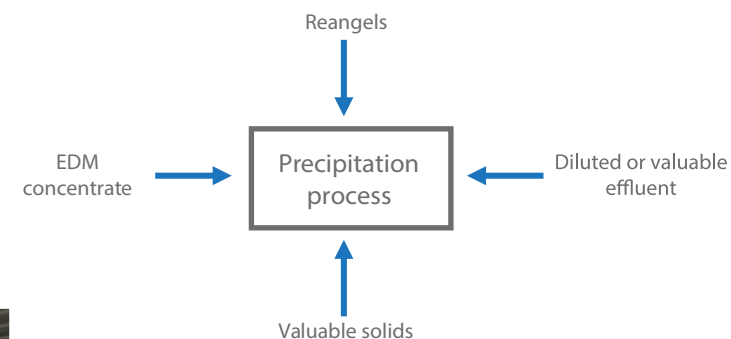 Reangels
EDM
concentrate
Precipitation
process
Diluted or valuable
effluent
Valuable solids